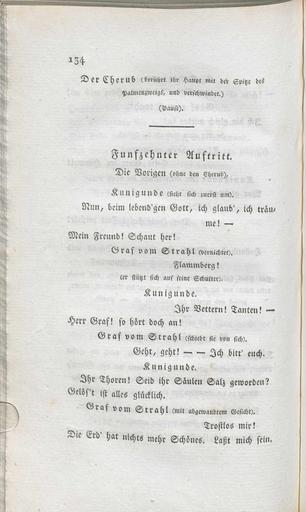 134
Der Cherub (berührt ihr Haupt mit der Spitze des
Palmenzweigs, und verschwindet.)
(Pause).
Funfzehnter Auftritt.
Die Vorigen (ohne den Cherub).
Kunigunde (sieht sich zuerst um).
Nun, beim lebend'gen Gott, ich glaub', ich träu-
me! —
Mein Freund! Schaut her!
Graf vom Strahl (vernichtet).
Flammberg!
(er stützt sich auf seine Schulter).
Kunigunde.
Ihr Vettern! Tanten! —
Herr Graf! so hört doch an!
Graf vom Strahl (schiebt sie von sich).
Geht, geht! — — Ich bitt' euch.
Kunigunde.
Ihr Thoren! Seid ihr Säulen Salz geworden?
Gelös't ist alles glücklich.
Graf vom Strahl (mit abgewandtem Gesicht).
Trostlos mir!
Die Erd' hat nichts mehr Schönes. Laßt mich sein.